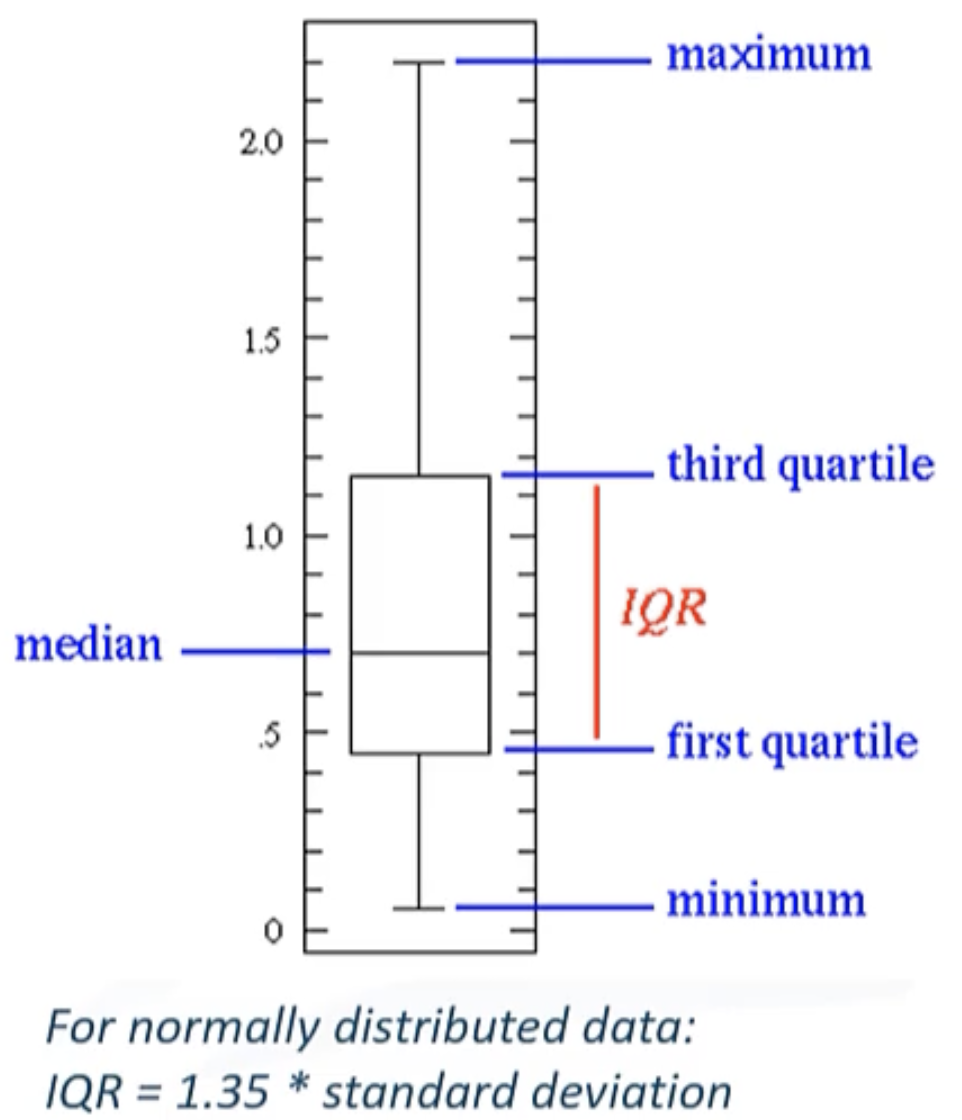 maximum
2.0
1.5
third quartile
1.0
IQR
median
.5
first quartile
minimum
0
For normally distributed data:
IQR = 1.35 * standard deviation